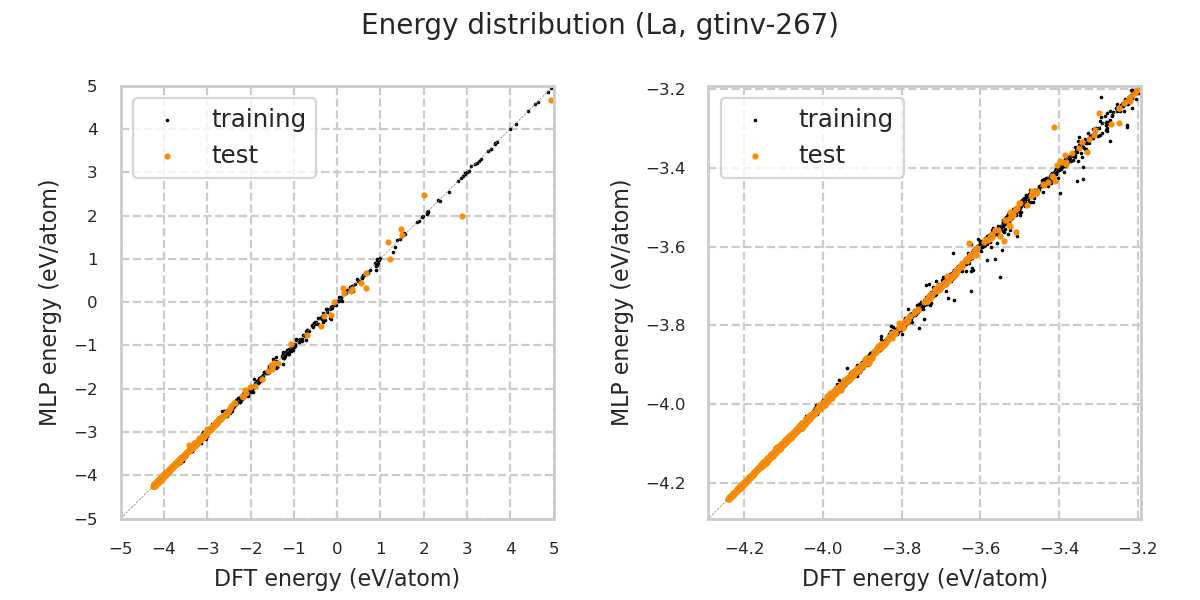 Energy distribution (La, gtinv-267)
training
test
5
4
3
2
1
0
−1
−2
−3
−4
−5
−5 −4 −3 −2 −1 0 1 2 3 4 5
MLP energy (eV/atom)
DFT energy (eV/atom)
training
test
−3.2
−3.4
−3.6
−3.8
−4.0
−4.2
−4.2 −4.0 −3.8 −3.6 −3.4 −3.2
MLP energy (eV/atom)
DFT energy (eV/atom)